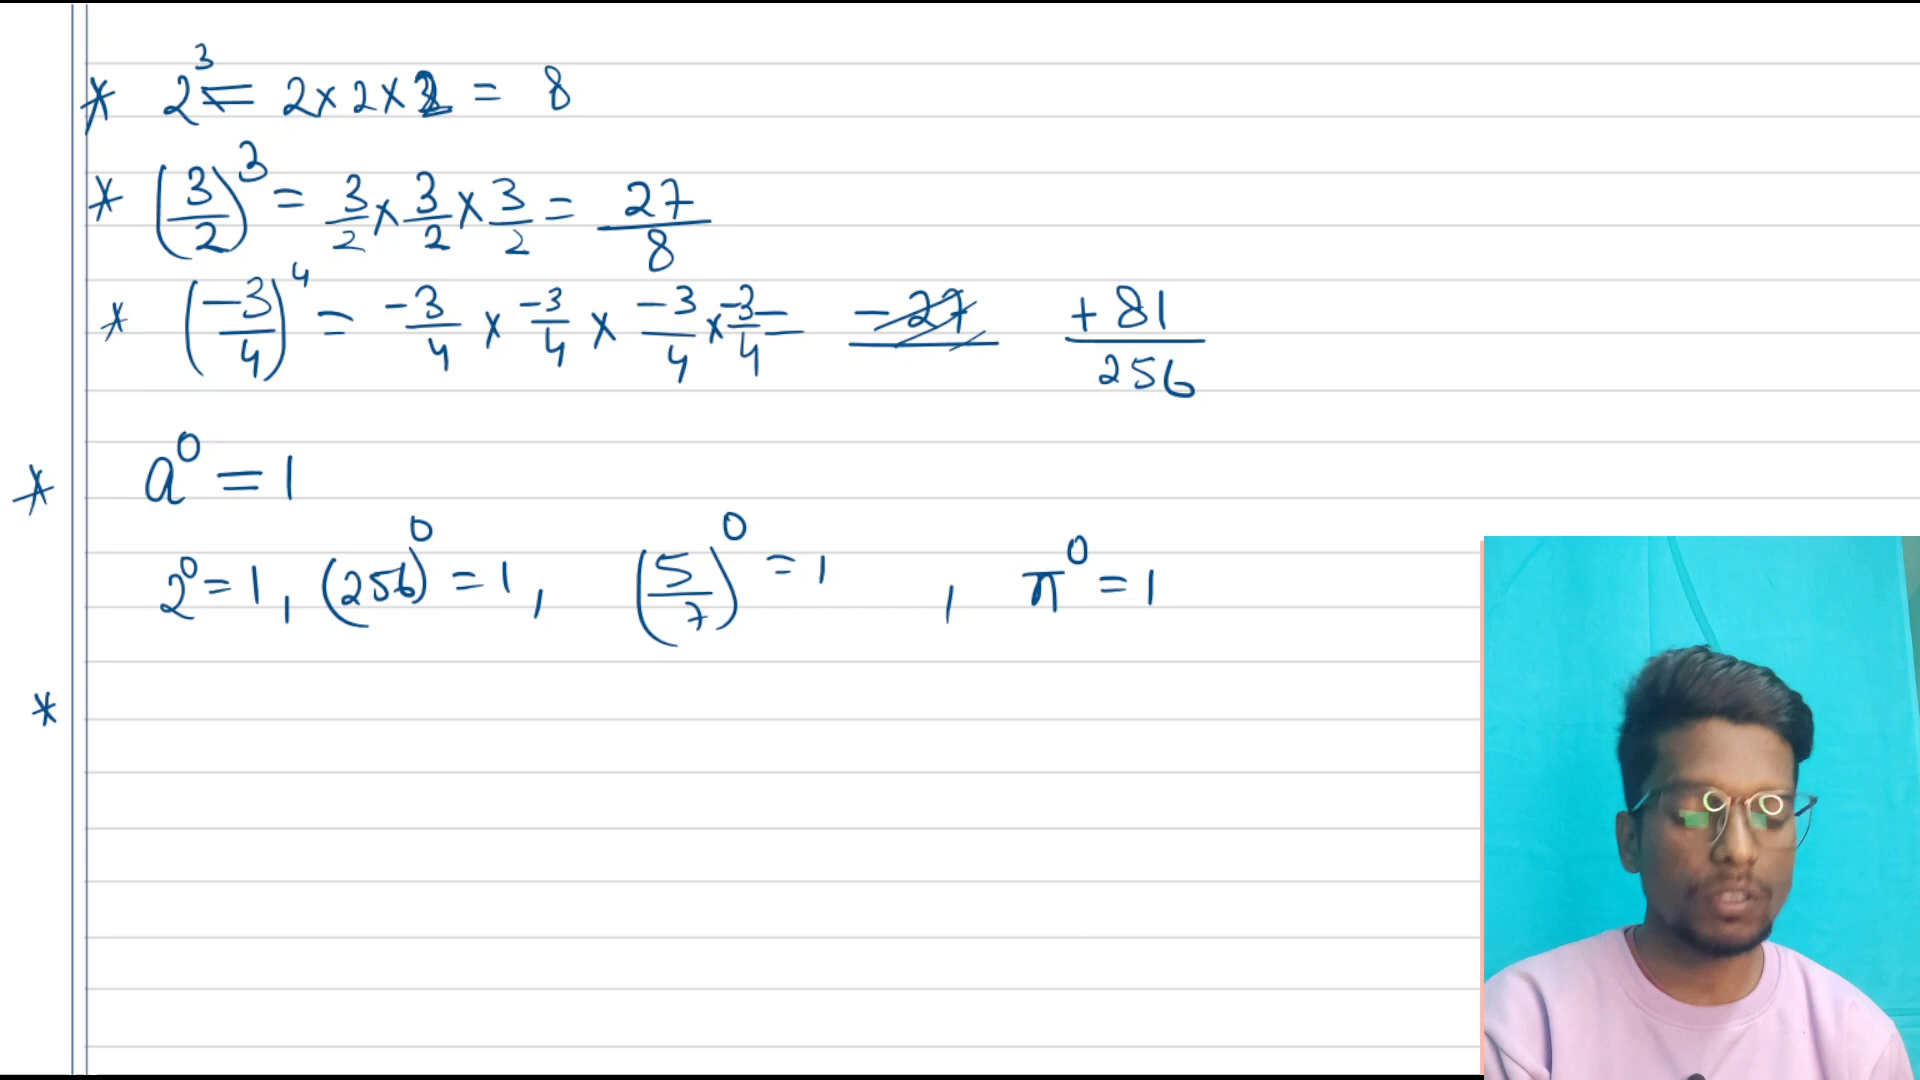 * 2³ = 2 × 2 × 2 = 8
* (3/2)³ = 3/2 × 3/2 × 3/2 = 27/8
* (-3/4)⁴ = -3/4 × -3/4 × -3/4 × -3/4 = -27 +81/256
* a⁰ = 1
2⁰ = 1, (256)⁰ = 1, (5/7)⁰ = 1 , π⁰ = 1
*